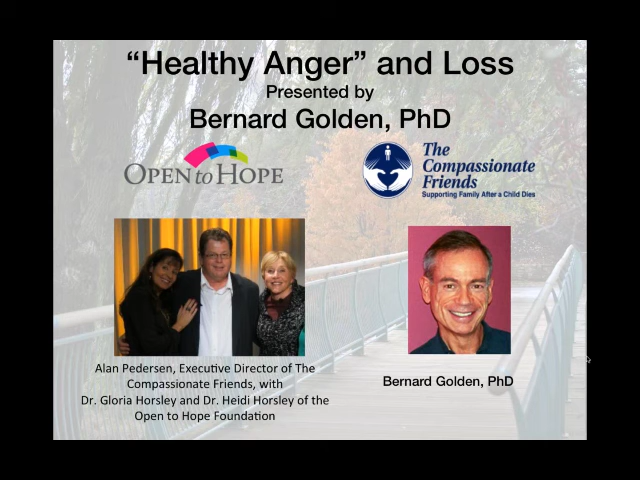 “Healthy Anger” and Loss
Presented by
Bernard Golden, PhD
OPEN to HOPE
The
Compassionate
Friends
Supporting Family After a Child Dies
Alan Pedersen, Executive Director of The
Compassionate Friends, with
Dr. Gloria Horsley and Dr. Heidi Horsley of the
Open to Hope Foundation
Bernard Golden, PhD